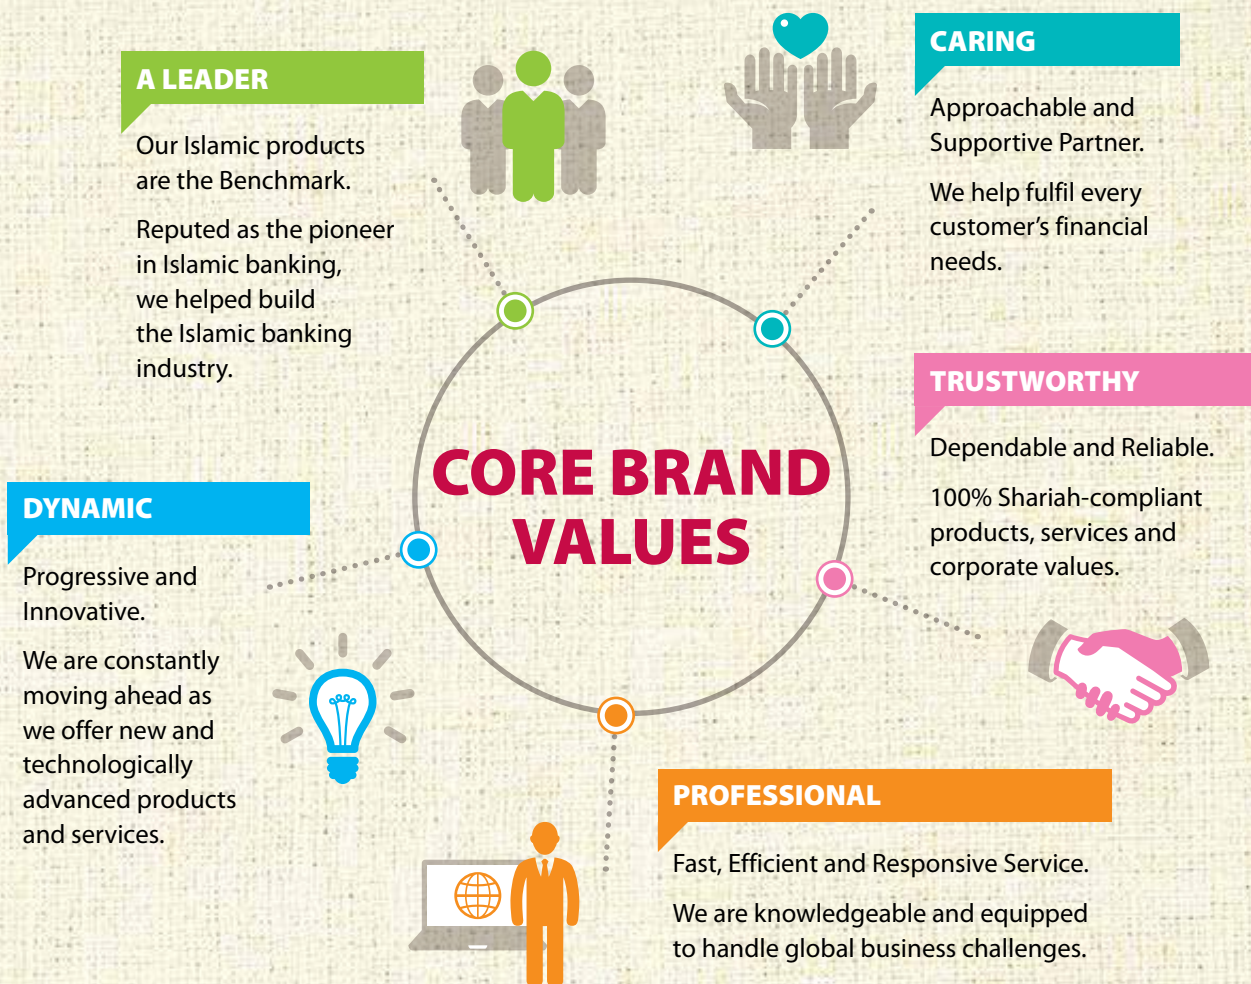 A LEADER
Our Islamic products
are the Benchmark.
Reputed as the pioneer
in Islamic banking,
we helped build
the Islamic banking
industry.
CARING
Approachable and
Supportive Partner.
We help fulfil every
customer’s financial
needs.
TRUSTWORTHY
Dependable and Reliable.
100% Shariah-compliant
products, services and
corporate values.
CORE BRAND
VALUES
DYNAMIC
Progressive and
Innovative.
We are constantly
moving ahead as
we offer new and
technologically
advanced products
and services.
PROFESSIONAL
Fast, Efficient and Responsive Service.
We are knowledgeable and equipped
to handle global business challenges.